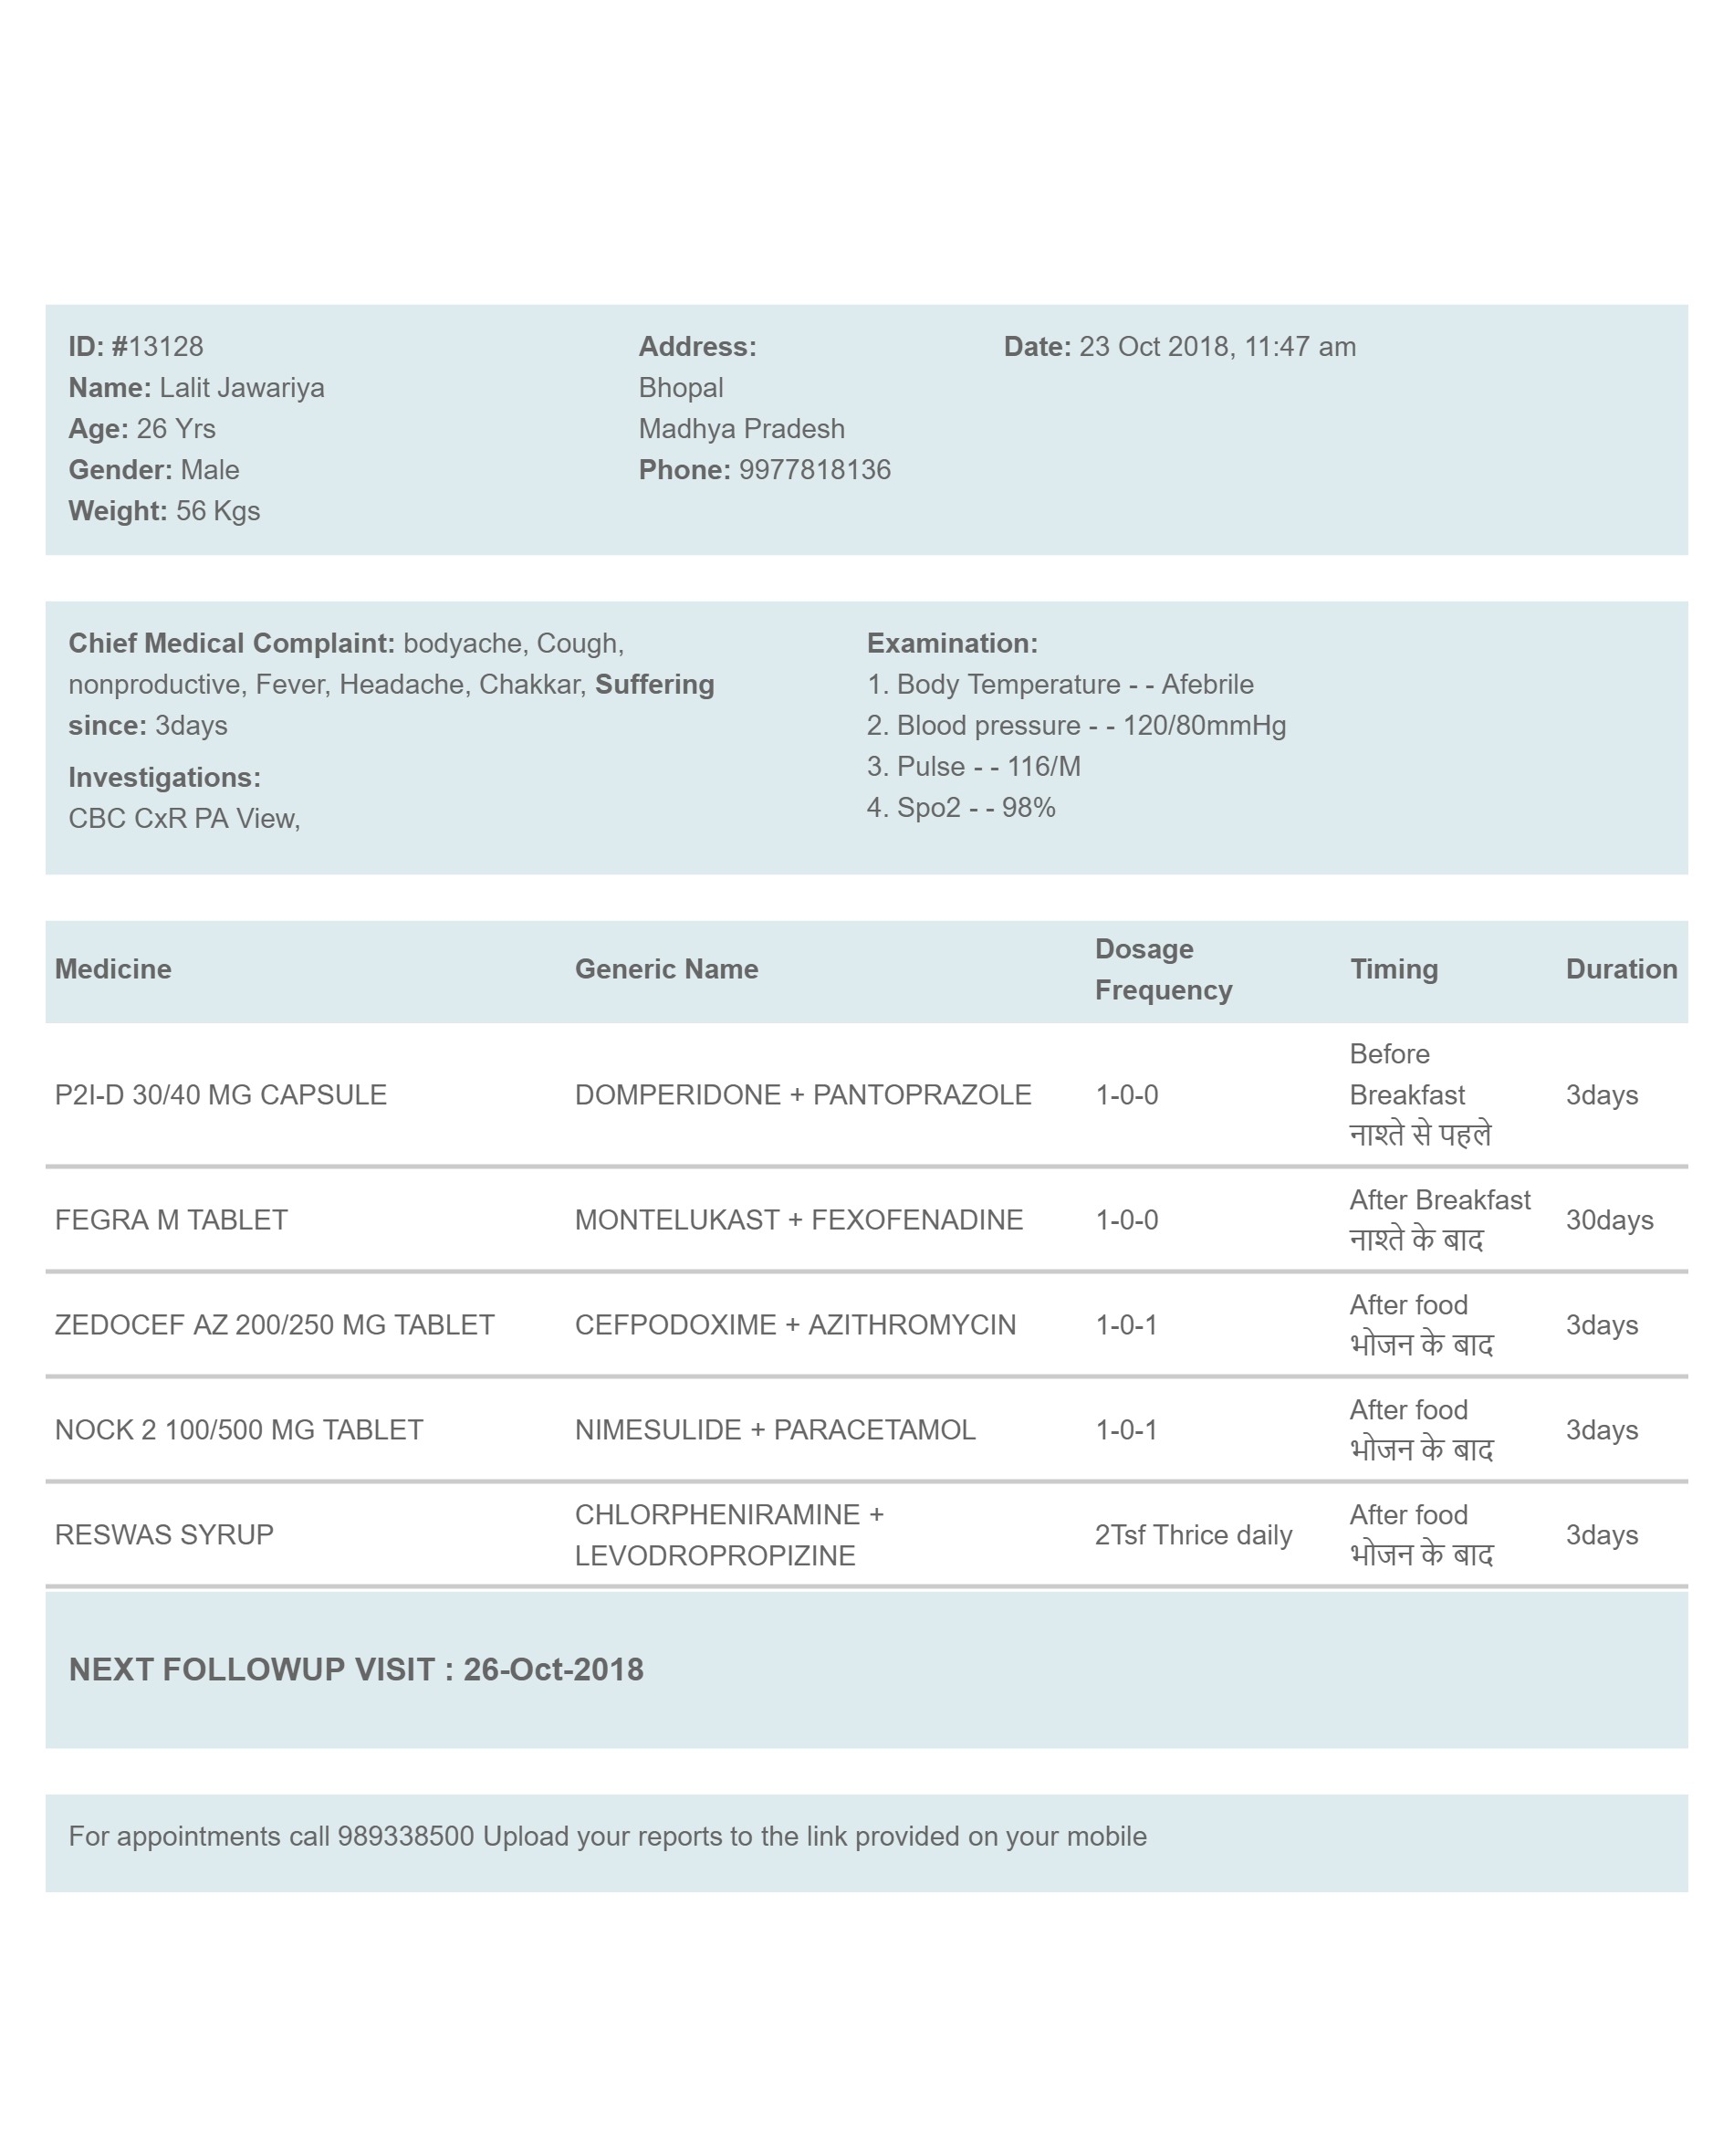 ID: #13128
Name: Lalit Jawariya
Age: 26 Yrs
Gender: Male
Weight: 56 Kgs
Address:
Bhopal
Madhya Pradesh
Phone: 9977818136
Date: 23 Oct 2018, 11:47 am
Chief Medical Complaint: bodyache, Cough,
nonproductive, Fever, Headache, Chakkar, Suffering
since: 3days
Investigations:
CBC CxR PA View,
Examination:
1. Body Temperature - - Afebrile
2. Blood pressure - - 120/80mmHg
3. Pulse - - 116/M
4. Spo2 - - 98%
Medicine Generic Name Dosage Frequency Timing Duration
P2I-D 30/40 MG CAPSULE DOMPERIDONE + PANTOPRAZOLE 1-0-0 Before Breakfast नाश्ते से पहले 3days
FEGRA M TABLET MONTELUKAST + FEXOFENADINE 1-0-0 After Breakfast नाश्ते के बाद 30days
ZEDOCEF AZ 200/250 MG TABLET CEFPODOXIME + AZITHROMYCIN 1-0-1 After food भोजन के बाद 3days
NOCK 2 100/500 MG TABLET NIMESULIDE + PARACETAMOL 1-0-1 After food भोजन के बाद 3days
RESWAS SYRUP CHLORPHENIRAMINE + LEVODROPROPIZINE 2Tsf Thrice daily After food भोजन के बाद 3days
NEXT FOLLOWUP VISIT : 26-Oct-2018
For appointments call 989338500 Upload your reports to the link provided on your mobile